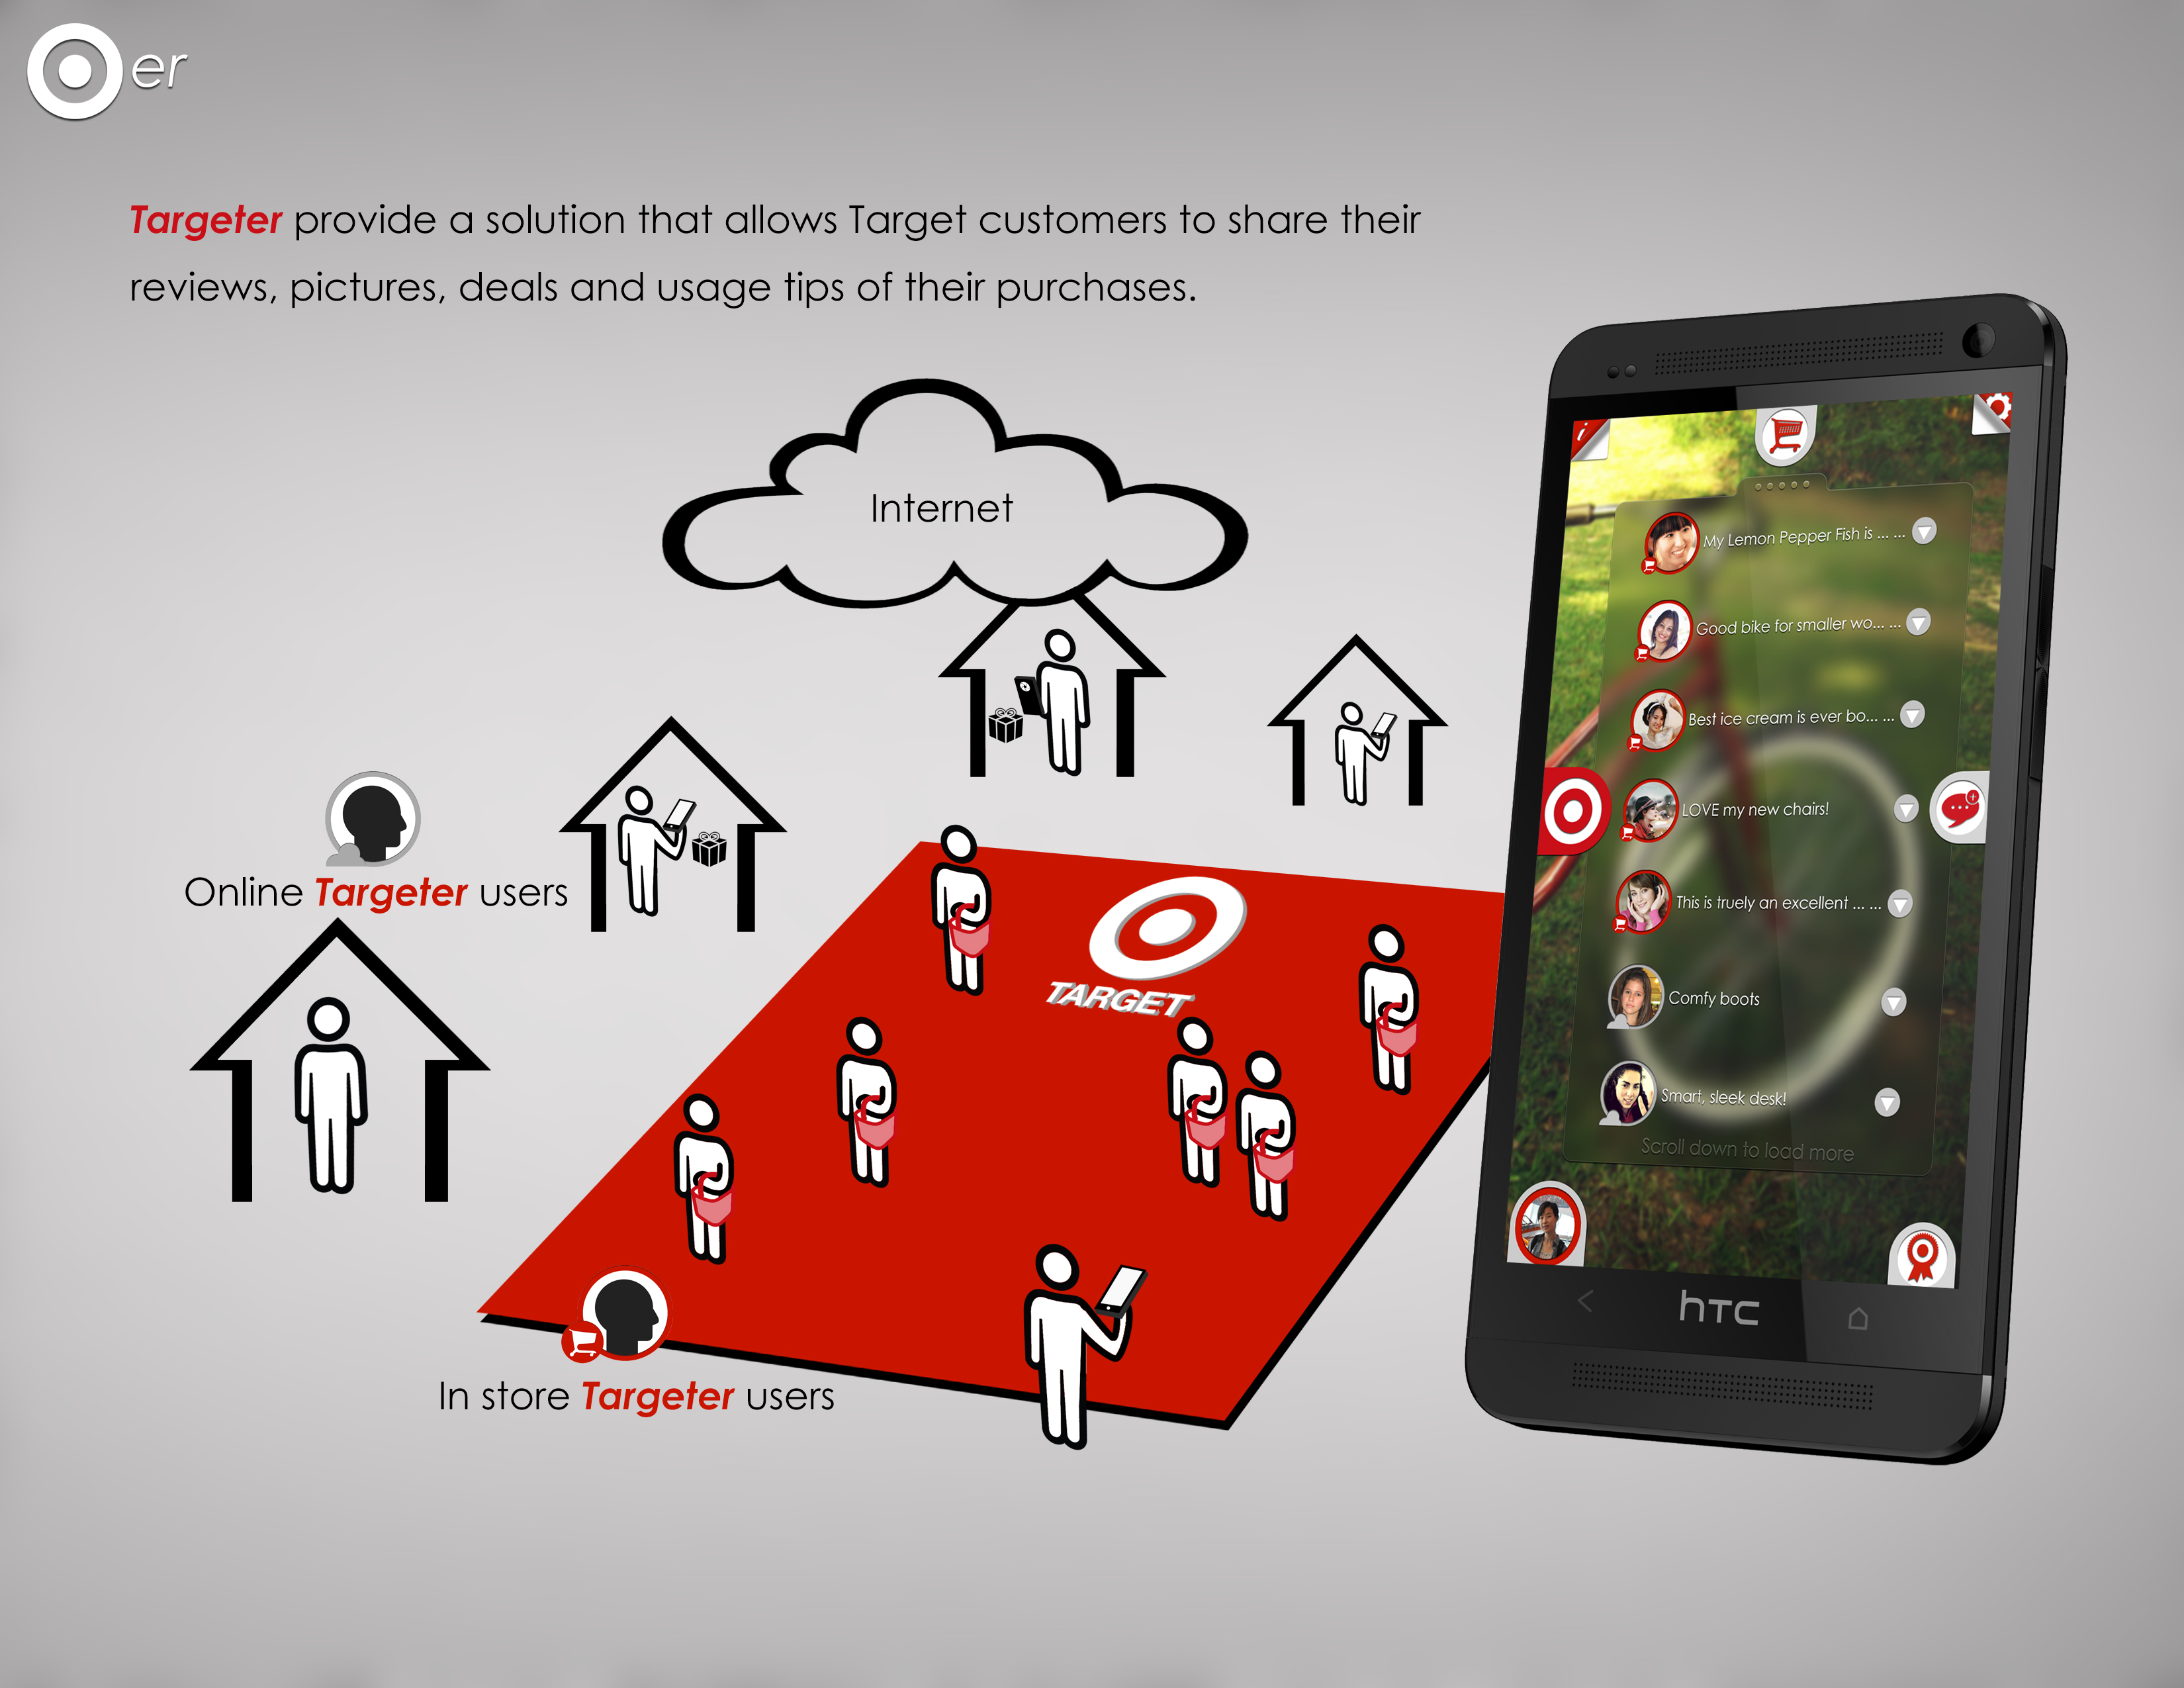 er
Targeter provide a solution that allows Target customers to share their
reviews, pictures, deals and usage tips of their purchases.
Internet
Online Targeter users
TARGET
In store Targeter users
i
My Lemon Pepper Fish is ... ...
Good bike for smaller wo... ...
Best ice cream is ever bo... ...
LOVE my new chairs!
This is truely an excellent ... ...
Comfy boots
Smart, sleek desk!
Scroll down to load more
hTC